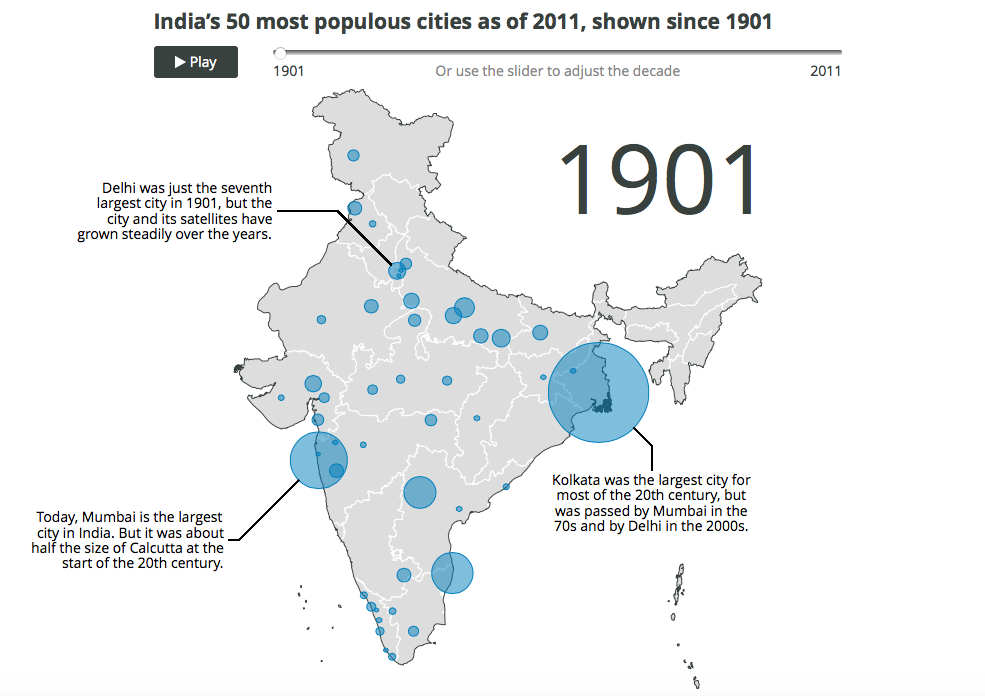 India’s 50 most populous cities as of 2011, shown since 1901
▶ Play
1901
Or use the slider to adjust the decade
2011
1901
Delhi was just the seventh
largest city in 1901, but the
city and its satellites have
grown steadily over the years.
Kolkata was the largest city for
most of the 20th century, but
was passed by Mumbai in the
70s and by Delhi in the 2000s.
Today, Mumbai is the largest
city in India. But it was about
half the size of Calcutta at the
start of the 20th century.